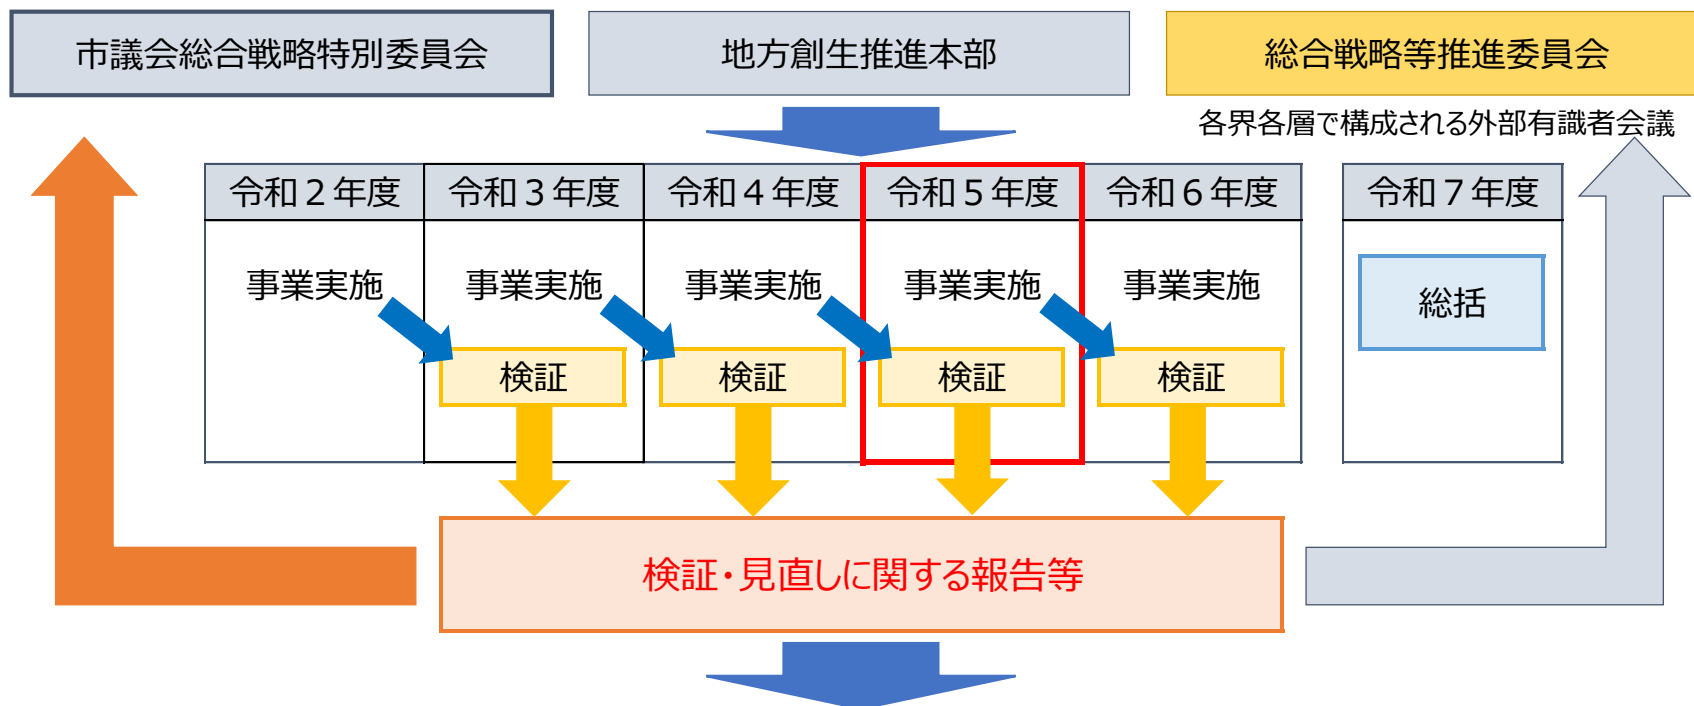 市議会総合戦略特別委員会
地方創生推進本部
総合戦略等推進委員会
各界各層で構成される外部有識者会議
令和２年度
令和３年度
令和４年度
令和５年度
令和６年度
令和７年度
事業実施
事業実施
事業実施
事業実施
事業実施
総括
検証
検証
検証
検証
検証・見直しに関する報告等